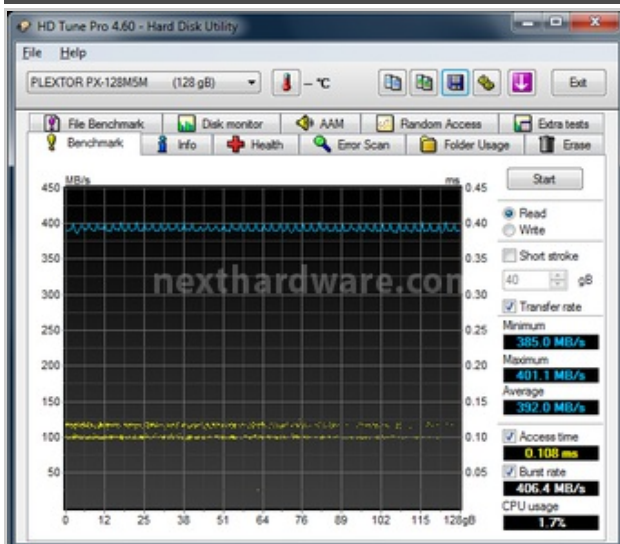 HD Tune Pro 4.60 - Hard Disk Utility
File Help
PLEXTOR PX-128M5M (128 gB)
– °C
Exit
File Benchmark
Disk monitor
AAM
Random Access
Extra tests
Benchmark
Info
Health
Error Scan
Folder Usage
Erase
MB/s
ms
450
400
350
300
250
200
150
100
50
0.45
0.40
0.35
0.30
0.25
0.20
0.15
0.10
0.05
0 12 25 38 51 64 76 89 102 115 128gB
nexthardware.com
Start
Read
Write
Short stroke
40 gB
Transfer rate
Minimum
385.0 MB/s
Maximum
401.1 MB/s
Average
392.0 MB/s
Access time
0.108 ms
Burst rate
406.4 MB/s
CPU usage
1.7%